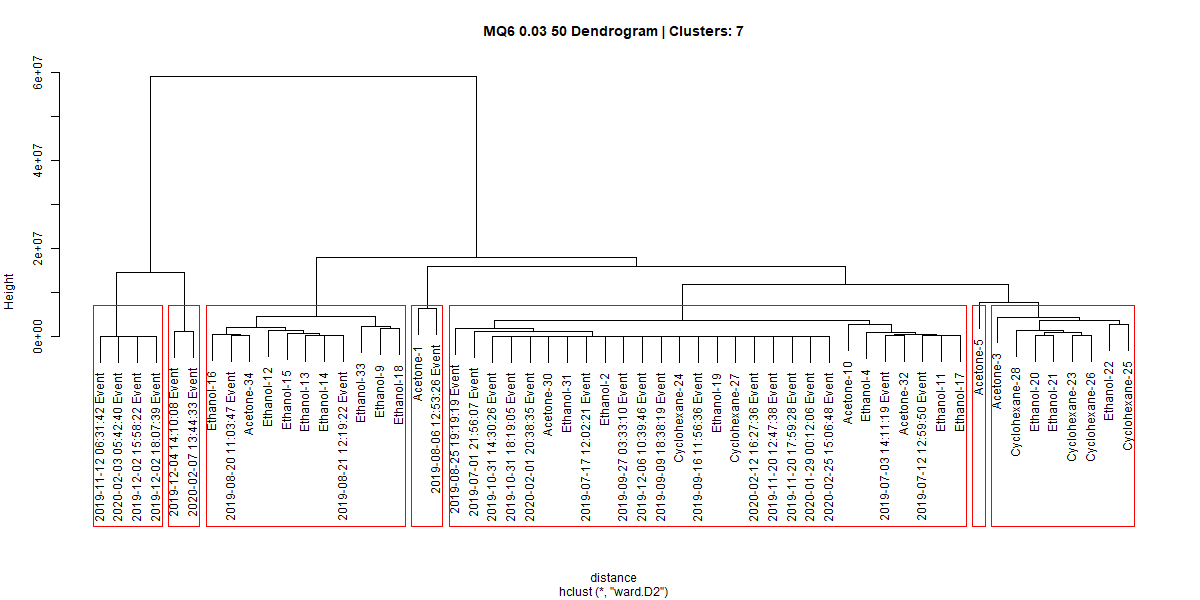 MQ6 0.03 50 Dendrogram | Clusters: 7
Height
0e+00
2e+07
4e+07
6e+07
2019-11-12 06:31:42 Event
2020-02-03 05:42:40 Event
2019-12-02 15:58:22 Event
2019-12-02 18:07:39 Event
2019-12-04 14:10:08 Event
2020-02-07 13:44:33 Event
Ethanol-16
2019-08-20 11:03:47 Event
Acetone-34
Ethanol-12
Ethanol-15
Ethanol-13
Ethanol-14
2019-08-21 12:19:22 Event
Ethanol-33
Ethanol-9
Ethanol-18
Acetone-1
2019-08-06 12:53:26 Event
2019-08-25 19:19:19 Event
2019-07-01 21:56:07 Event
2019-10-31 14:30:26 Event
2019-10-31 18:19:05 Event
2020-02-01 20:38:35 Event
Acetone-30
Ethanol-31
2019-07-17 12:02:21 Event
Ethanol-2
2019-09-27 03:33:10 Event
2019-12-06 10:39:46 Event
2019-09-09 18:38:19 Event
Cyclohexane-24
2019-09-16 11:56:36 Event
Ethanol-19
Cyclohexane-27
2020-02-12 16:27:36 Event
2019-11-20 12:47:38 Event
2019-11-20 17:59:28 Event
2020-01-29 00:12:06 Event
2020-02-25 15:06:48 Event
Acetone-10
Ethanol-4
2019-07-03 14:11:19 Event
Acetone-32
2019-07-12 12:59:50 Event
Ethanol-11
Ethanol-17
Acetone-5
Acetone-3
Cyclohexane-28
Ethanol-20
Ethanol-21
Cyclohexane-23
Cyclohexane-26
Ethanol-22
Cyclohexane-25
distance
hclust (*, "ward.D2")